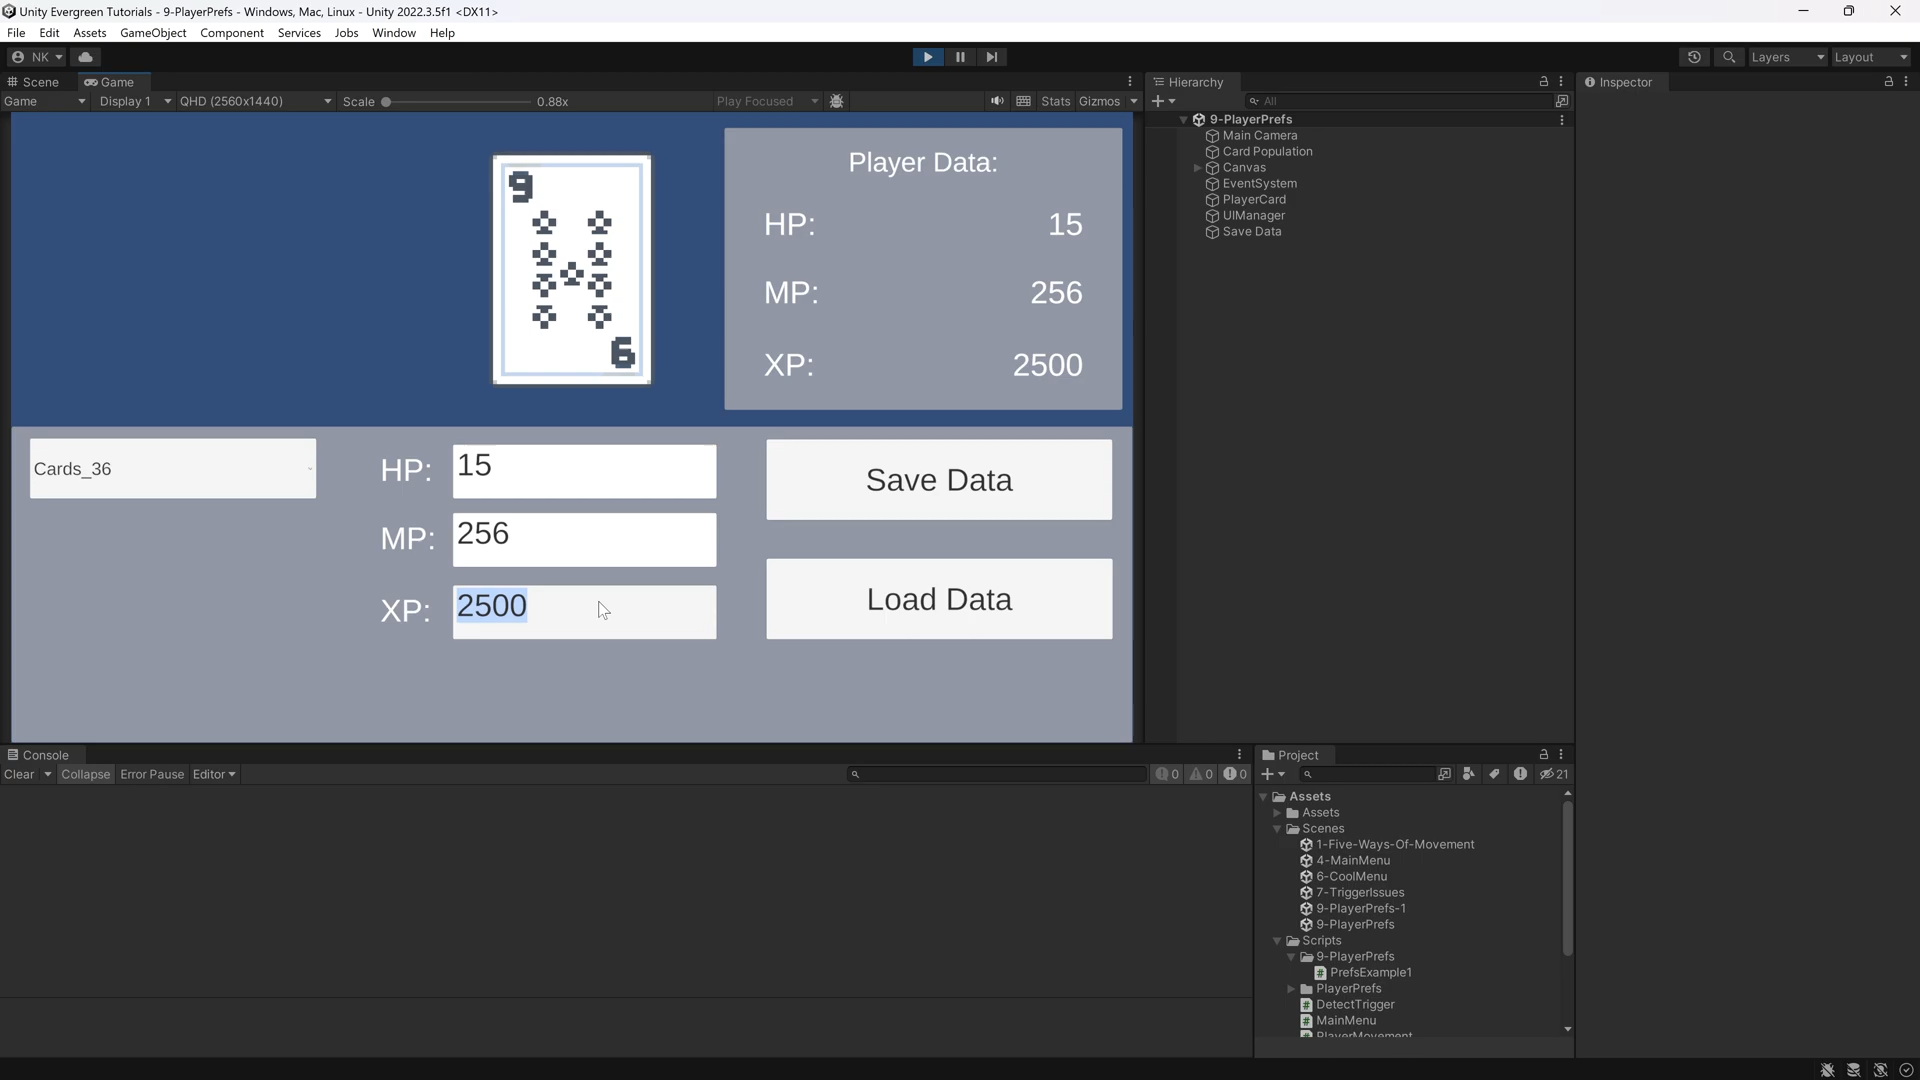 Unity Evergreen Tutorials - 9-PlayerPrefs - Windows, Mac, Linux - Unity 2022.3.5f1 <DX11>
File Edit Assets GameObject Component Services Jobs Window Help
NK Layers Layout
Scene Game Hierarchy Inspector
Game Display 1 QHD (2560x1440) Scale 0.88x Play Focused Stats Gizmos All
9-PlayerPrefs
Main Camera
Card Population
Canvas
EventSystem
PlayerCard
UIManager
Save Data
9
9
Player Data:
HP: 15
MP: 256
XP: 2500
Cards_36
HP: 15
MP: 256
XP: 2500
Save Data
Load Data
Console
Clear Collapse Error Pause Editor 0 0 0
Project
21
Assets
Assets
Scenes
1-Five-Ways-Of-Movement
4-MainMenu
6-CoolMenu
7-TriggerIssues
9-PlayerPrefs-1
9-PlayerPrefs
Scripts
9-PlayerPrefs
PrefsExample1
PlayerPrefs
DetectTrigger
MainMenu
PlayerMovement